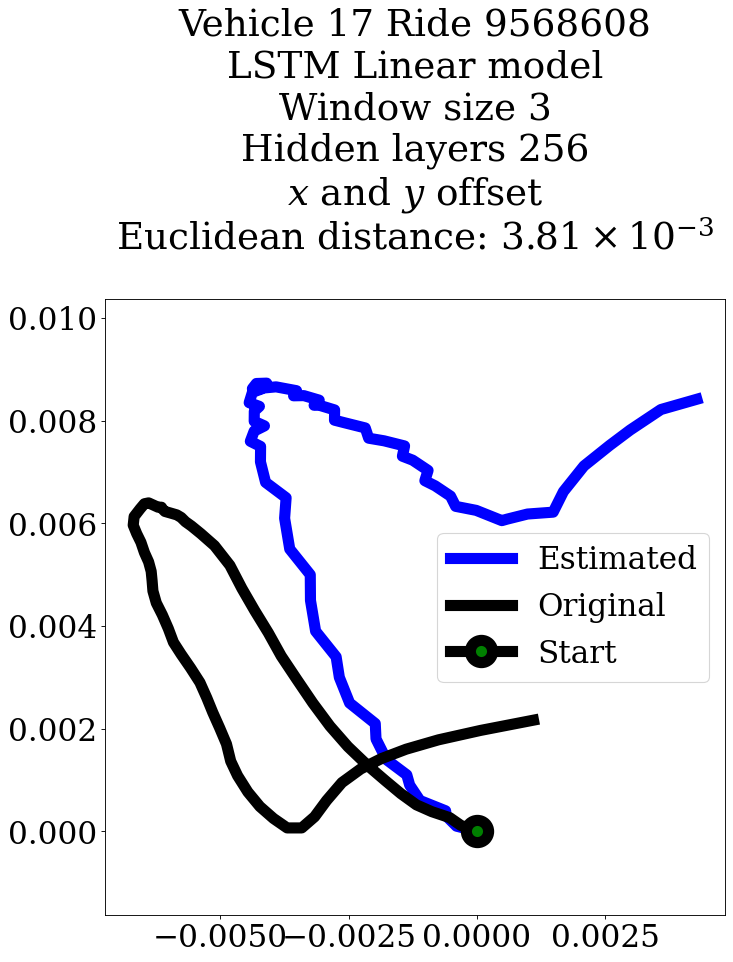 Vehicle 17 Ride 9568608
LSTM Linear model
Window size 3
Hidden layers 256
x and y offset
Euclidean distance: 3.81 × 10⁻³
0.010
0.008
0.006
0.004
0.002
0.000
Estimated
Original
Start
−0.0050 −0.0025 0.0000 0.0025